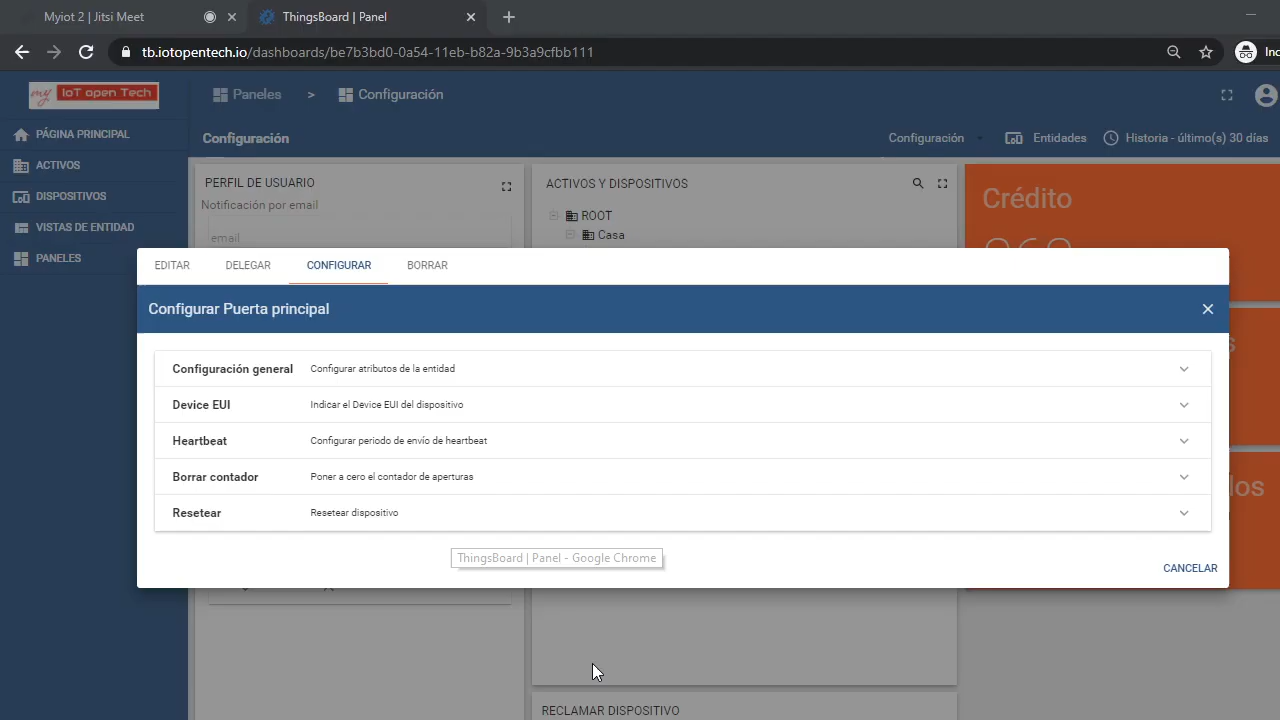 Myiot 2 | Jitsi Meet
ThingsBoard | Panel
tb.iotopentech.io/dashboards/be7b3bd0-0a54-11eb-b82a-9b3a9cfbb111
my IoT open Tech
Paneles > Configuración
PÁGINA PRINCIPAL
ACTIVOS
DISPOSITIVOS
VISTAS DE ENTIDAD
PANELES
Configuración
Configuración
Entidades
Historia - último(s) 30 días
PERFIL DE USUARIO
Notificación por email
email
ACTIVOS Y DISPOSITIVOS
ROOT
Casa
Crédito
EDITAR DELEGAR CONFIGURAR BORRAR
Configurar Puerta principal
Configuración general Configurar atributos de la entidad
Device EUI Indicar el Device EUI del dispositivo
Heartbeat Configurar periodo de envío de heartbeat
Borrar contador Poner a cero el contador de aperturas
Resetear Resetear dispositivo
ThingsBoard | Panel - Google Chrome
CANCELAR
RECLAMAR DISPOSITIVO